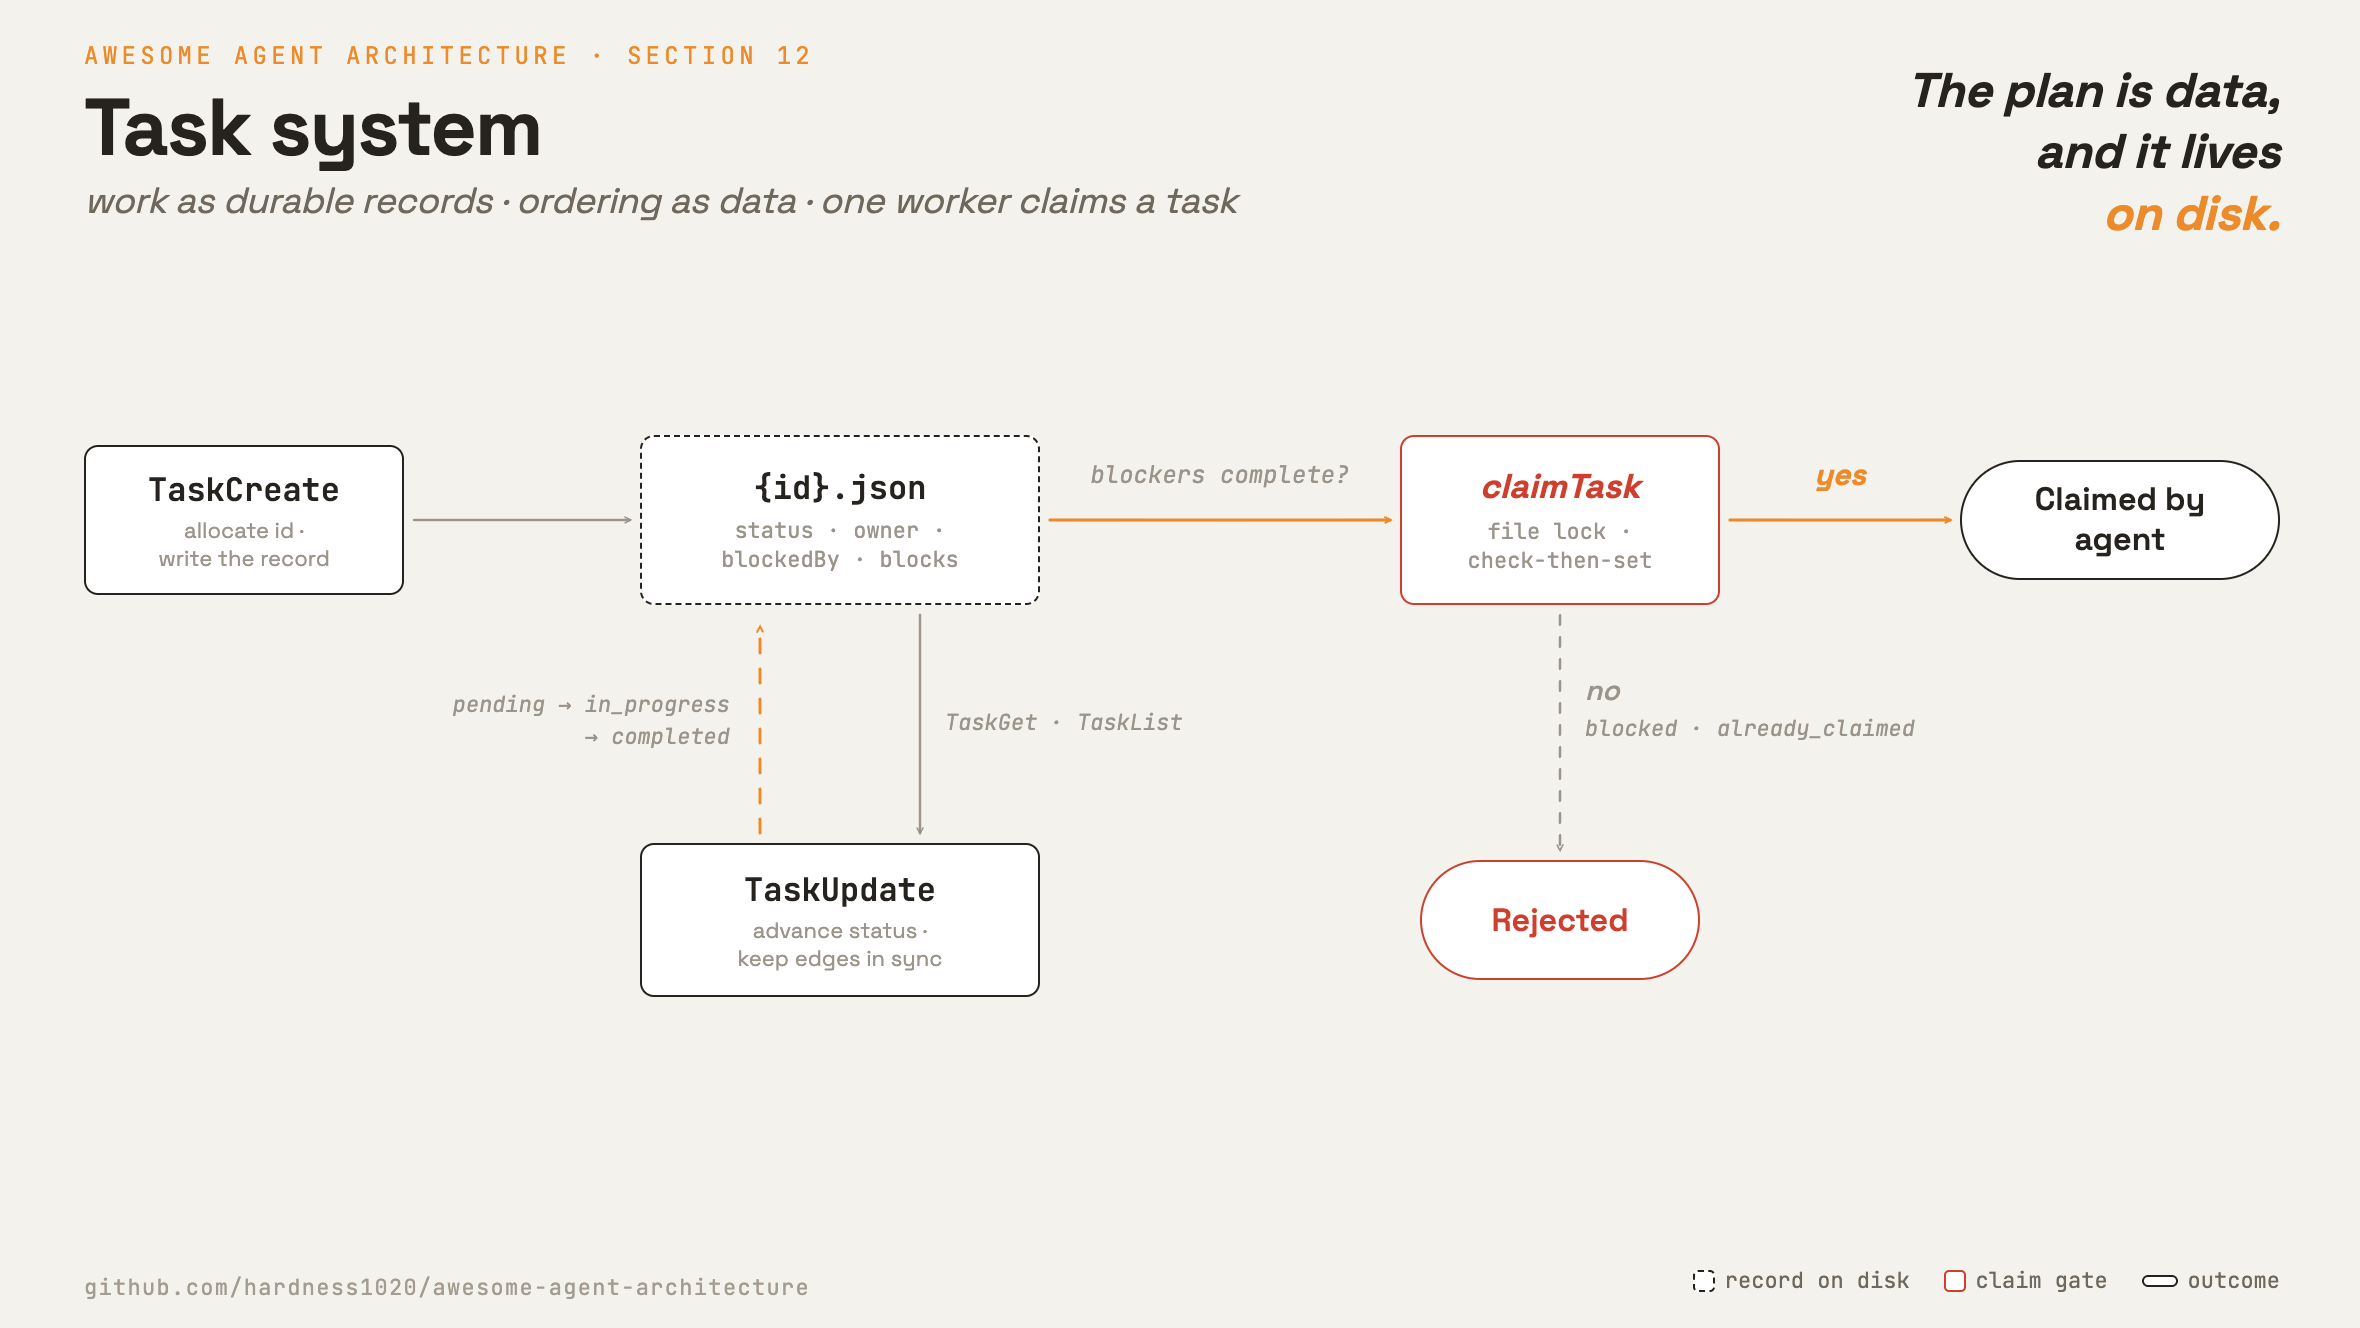 AWESOME AGENT ARCHITECTURE · SECTION 12
Task system
work as durable records · ordering as data · one worker claims a task
The plan is data,
and it lives
on disk.
TaskCreate
allocate id ·
write the record
{id}.json
status · owner ·
blockedBy · blocks
blockers complete?
claimTask
file lock ·
check-then-set
yes
Claimed by
agent
pending → in_progress
→ completed
TaskGet · TaskList
no
blocked · already_claimed
TaskUpdate
advance status ·
keep edges in sync
Rejected
github.com/hardness1020/awesome-agent-architecture
record on disk
claim gate
outcome